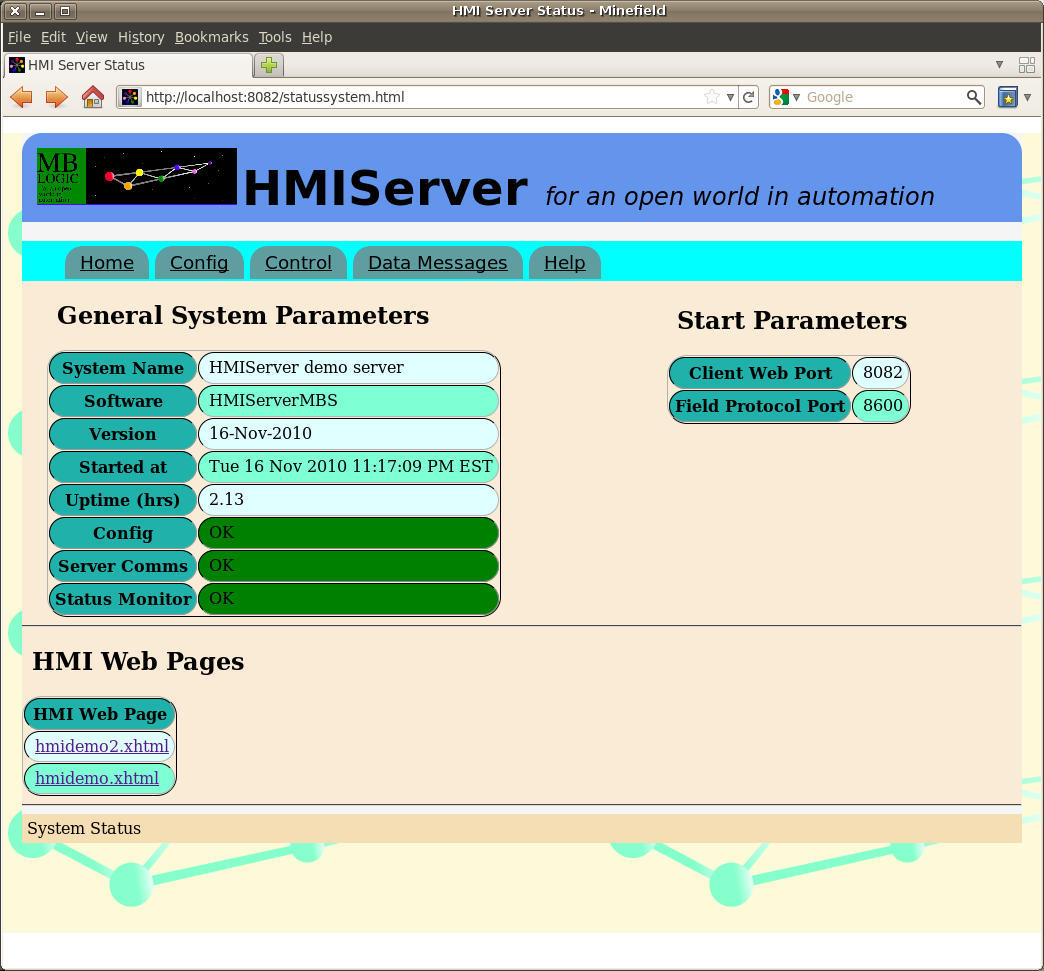 HMI Server Status - Minefield
File Edit View History Bookmarks Tools Help
HMI Server Status
http://localhost:8082/statussystem.html
Google
MB
LOGIC
HMIServer for an open world in automation
Home Config Control Data Messages Help
General System Parameters
System Name HMIServer demo server
Software HMIServerMBS
Version 16-Nov-2010
Started at Tue 16 Nov 2010 11:17:09 PM EST
Uptime (hrs) 2.13
Config OK
Server Comms OK
Status Monitor OK
Start Parameters
Client Web Port 8082
Field Protocol Port 8600
HMI Web Pages
HMI Web Page
hmidemo2.xhtml
hmidemo.xhtml
System Status